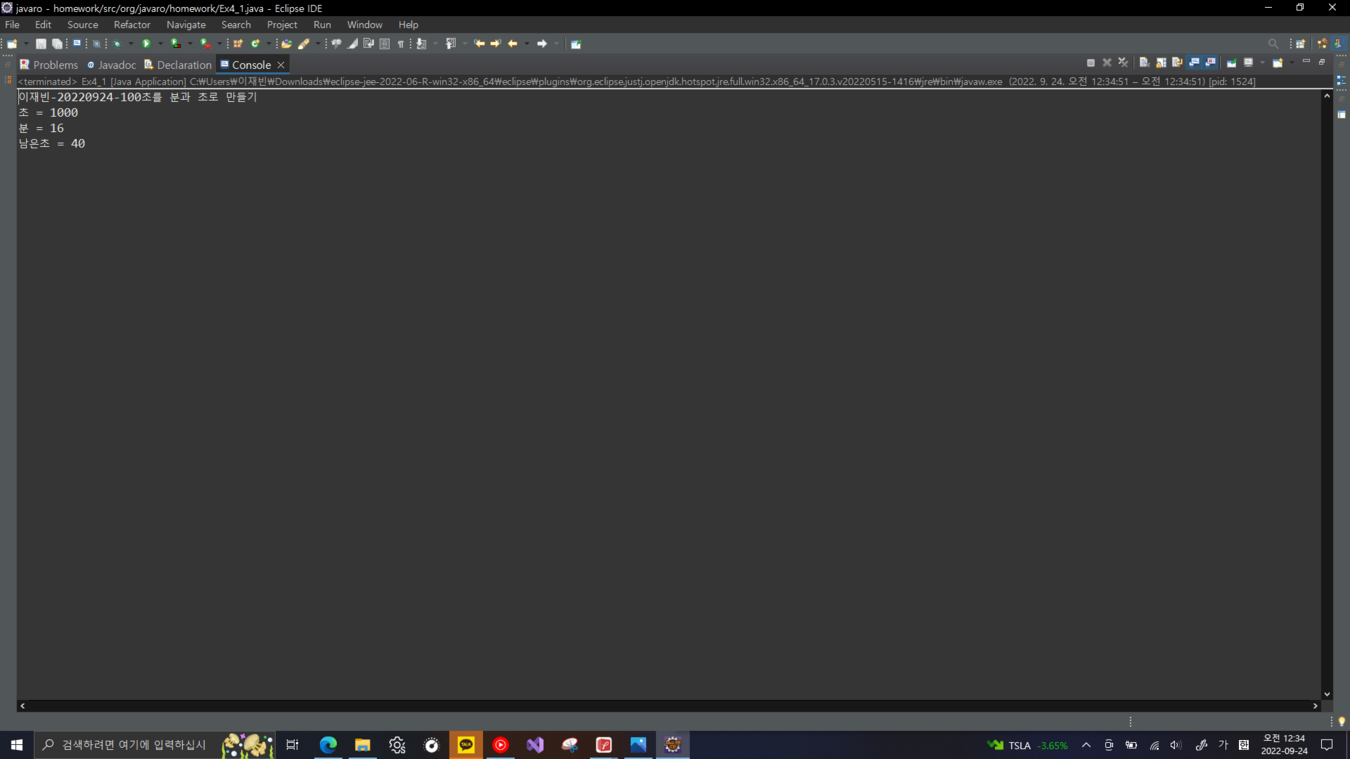 javaro - homework/src/org/javaro/homework/Ex4_1.java - Eclipse IDE
File Edit Source Refactor Navigate Search Project Run Window Help
Problems Javadoc Declaration Console
<terminated> Ex4_1 [Java Application] C:₩Users₩이재빈₩Downloads₩eclipse-jee-2022-06-R-win32-x86_64₩eclipse₩plugins₩org.eclipse.justj.openjdk.hotspot.jre.full.win32.x86_64_17.0.3.v20220515-1416₩jre₩bin₩javaw.exe (2022. 9. 24. 오전 12:34:51 – 오전 12:34:51) [pid: 1524]
이재빈-20220924-100초를 분과 초로 만들기
초 = 1000
분 = 16
남은초 = 40
검색하려면 여기에 입력하십시
TALK
TSLA -3.65%
가
한
오전 12:34
2022-09-24